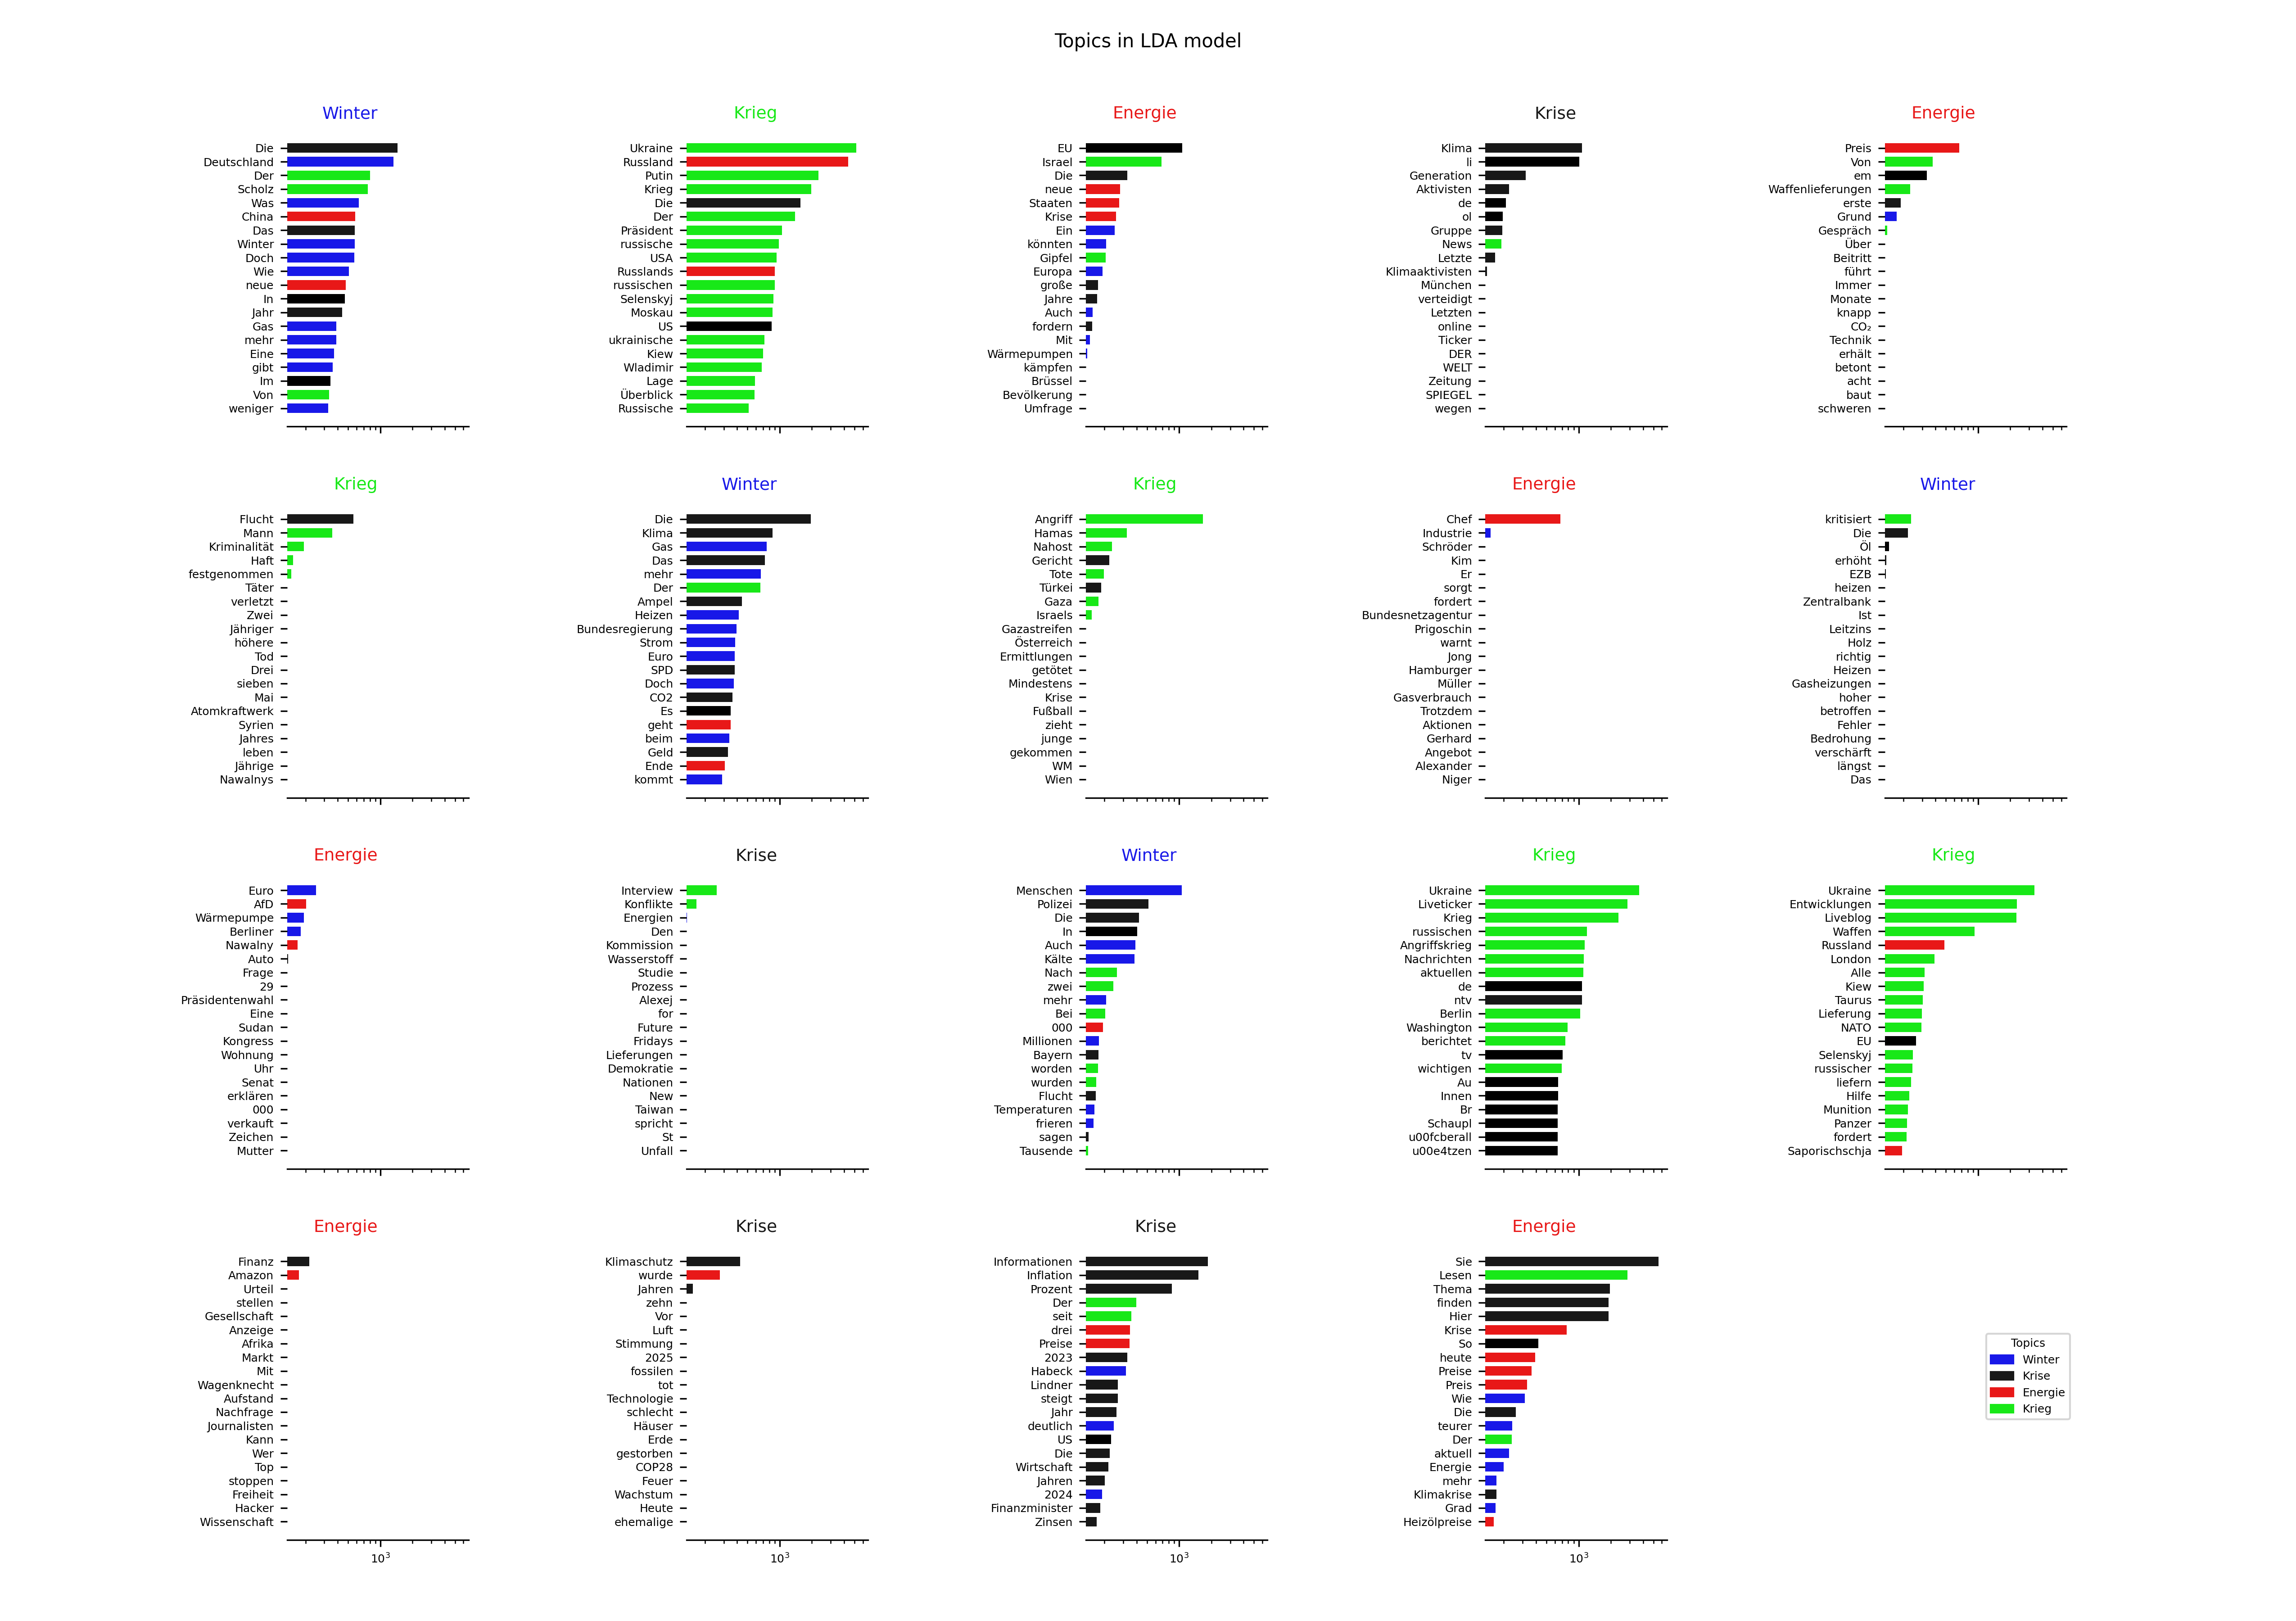 Topics in LDA model
Winter
Die
Deutschland
Der
Scholz
Was
China
Das
Winter
Doch
Wie
neue
In
Jahr
Gas
mehr
Eine
gibt
Im
Von
weniger
Krieg
Ukraine
Russland
Putin
Krieg
Die
Der
Präsident
russische
USA
Russlands
russischen
Selenskyj
Moskau
US
ukrainische
Kiew
Wladimir
Lage
Überblick
Russische
Energie
EU
Israel
Die
neue
Staaten
Krise
Ein
könnten
Gipfel
Europa
große
Jahre
Auch
fordern
Mit
Wärmepumpen
kämpfen
Brüssel
Bevölkerung
Umfrage
Krise
Klima
li
Generation
Aktivisten
de
ol
Gruppe
News
Letzte
Klimaaktivisten
München
verteidigt
Letzten
online
Ticker
DER
WELT
Zeitung
SPIEGEL
wegen
Energie
Preis
Von
em
Waffenlieferungen
erste
Grund
Gespräch
Über
Beitritt
führt
Immer
Monate
knapp
CO₂
Technik
erhält
betont
acht
baut
schweren
Krieg
Flucht
Mann
Kriminalität
Haft
festgenommen
Täter
verletzt
Zwei
Jähriger
höhere
Tod
Drei
sieben
Mai
Atomkraftwerk
Syrien
Jahres
leben
Jährige
Nawalnys
Winter
Die
Klima
Gas
Das
mehr
Der
Ampel
Heizen
Bundesregierung
Strom
Euro
SPD
Doch
CO2
Es
geht
beim
Geld
Ende
kommt
Krieg
Angriff
Hamas
Nahost
Gericht
Tote
Türkei
Gaza
Israels
Gazastreifen
Österreich
Ermittlungen
getötet
Mindestens
Krise
Fußball
zieht
junge
gekommen
WM
Wien
Energie
Chef
Industrie
Schröder
Kim
Er
sorgt
fordert
Bundesnetzagentur
Prigoschin
warnt
Jong
Hamburger
Müller
Gasverbrauch
Trotzdem
Aktionen
Gerhard
Angebot
Alexander
Niger
Winter
kritisiert
Die
Öl
erhöht
EZB
heizen
Zentralbank
Ist
Leitzins
Holz
richtig
Heizen
Gasheizungen
hoher
betroffen
Fehler
Bedrohung
verschärft
längst
Das
Energie
Euro
AfD
Wärmepumpe
Berliner
Nawalny
Auto
Frage
29
Präsidentenwahl
Eine
Sudan
Kongress
Wohnung
Uhr
Senat
erklären
000
verkauft
Zeichen
Mutter
Krise
Interview
Konflikte
Energien
Den
Kommission
Wasserstoff
Studie
Prozess
Alexej
for
Future
Fridays
Lieferungen
Demokratie
Nationen
New
Taiwan
spricht
St
Unfall
Winter
Menschen
Polizei
Die
In
Auch
Kälte
Nach
zwei
mehr
Bei
000
Millionen
Bayern
worden
wurden
Flucht
Temperaturen
frieren
sagen
Tausende
Krieg
Ukraine
Liveticker
Krieg
russischen
Angriffskrieg
Nachrichten
aktuellen
de
ntv
Berlin
Washington
berichtet
tv
wichtigen
Au
Innen
Br
Schaupl
u00fcberall
u00e4tzen
Krieg
Ukraine
Entwicklungen
Liveblog
Waffen
Russland
London
Alle
Kiew
Taurus
Lieferung
NATO
EU
Selenskyj
russischer
liefern
Hilfe
Munition
Panzer
fordert
Saporischschja
Energie
Finanz
Amazon
Urteil
stellen
Gesellschaft
Anzeige
Afrika
Markt
Mit
Wagenknecht
Aufstand
Nachfrage
Journalisten
Kann
Wer
Top
stoppen
Freiheit
Hacker
Wissenschaft
10³
Krise
Klimaschutz
wurde
Jahren
zehn
Vor
Luft
Stimmung
2025
fossilen
tot
Technologie
schlecht
Häuser
Erde
gestorben
COP28
Feuer
Wachstum
Heute
ehemalige
10³
Krise
Informationen
Inflation
Prozent
Der
seit
drei
Preise
2023
Habeck
Lindner
steigt
Jahr
deutlich
US
Die
Wirtschaft
Jahren
2024
Finanzminister
Zinsen
10³
Energie
Sie
Lesen
Thema
finden
Hier
Krise
So
heute
Preise
Preis
Wie
Die
teurer
Der
aktuell
Energie
mehr
Klimakrise
Grad
Heizölpreise
10³
Topics
Winter
Krise
Energie
Krieg